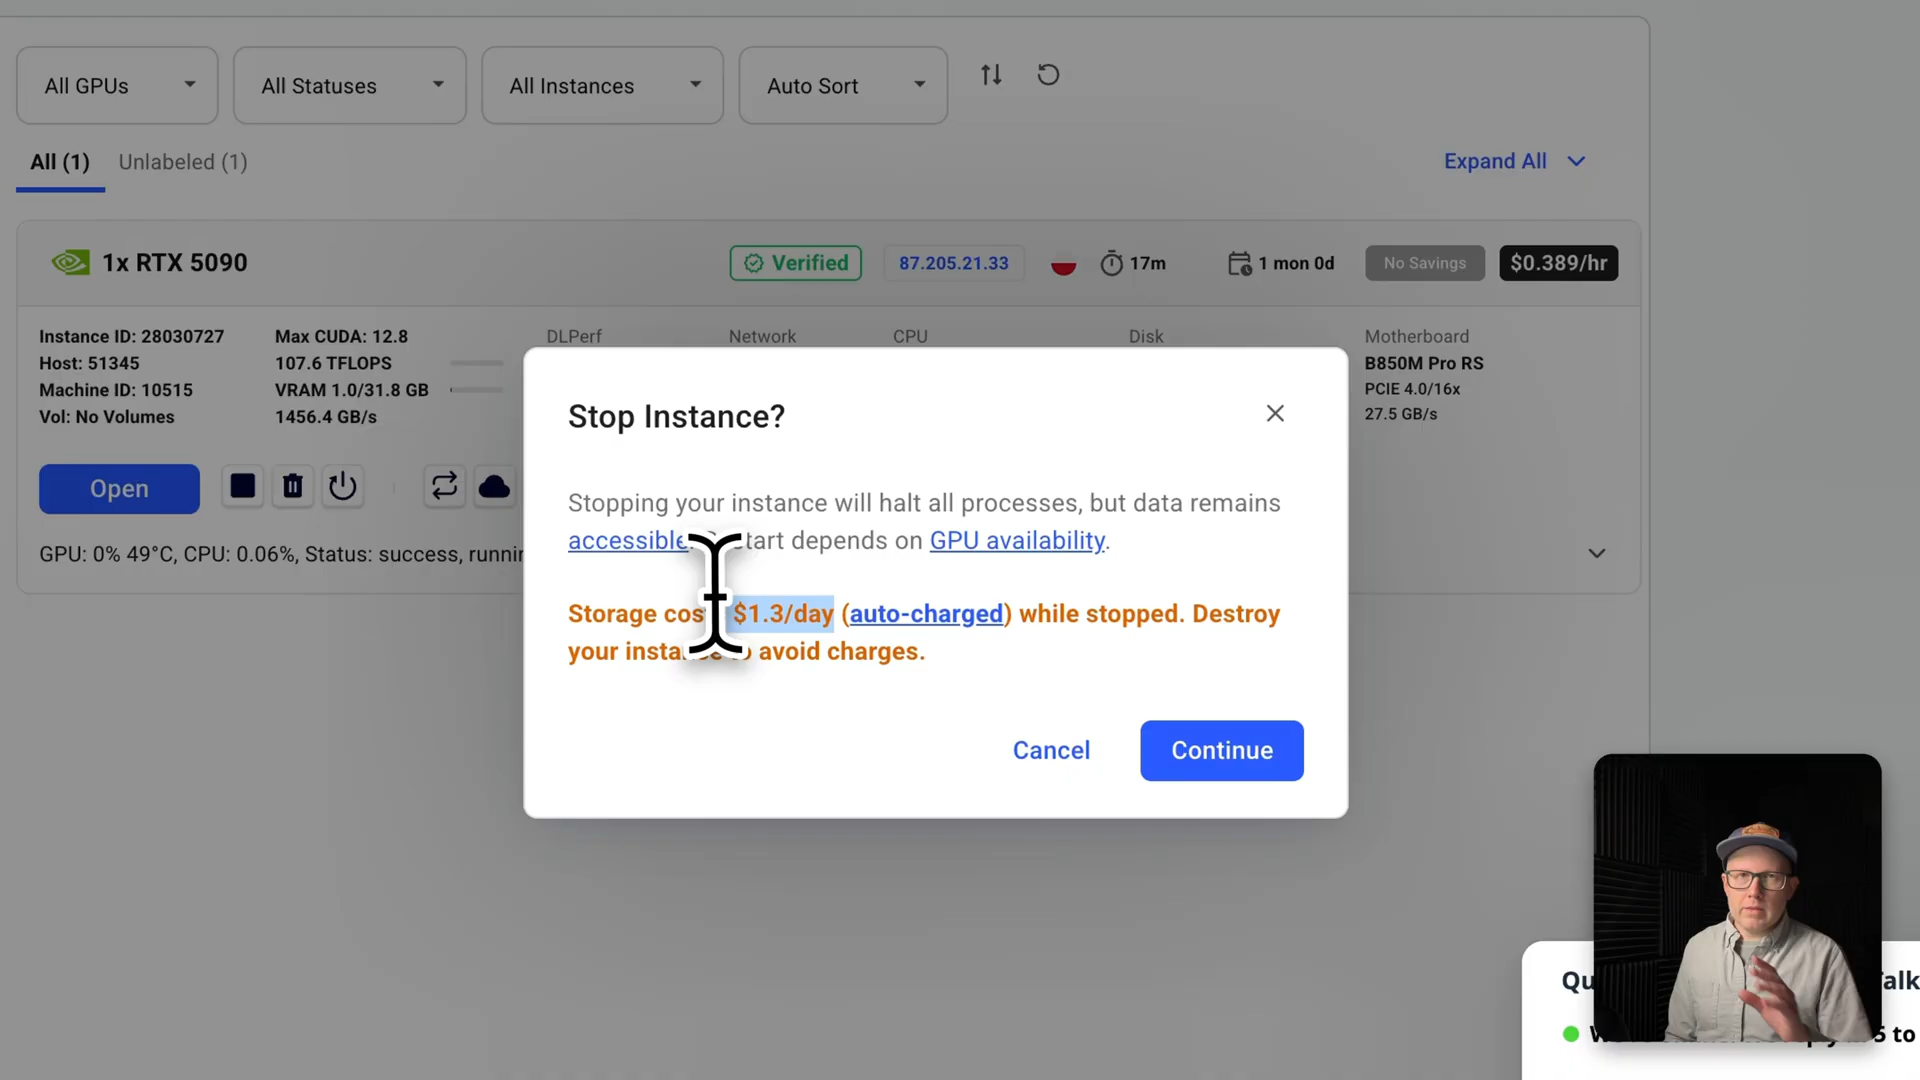 All GPUs
All Statuses
All Instances
Auto Sort
All (1)
Unlabeled (1)
Expand All
1x RTX 5090
Verified
87.205.21.33
17m
1 mon 0d
No Savings
$0.389/hr
Instance ID: 28030727
Host: 51345
Machine ID: 10515
Vol: No Volumes
Max CUDA: 12.8
107.6 TFLOPS
VRAM 1.0/31.8 GB
1456.4 GB/s
DLPerf
Network
CPU
Disk
Motherboard
B850M Pro RS
PCIE 4.0/16x
27.5 GB/s
Open
GPU: 0% 49°C, CPU: 0.06%, Status: success,
Stop Instance?
Stopping your instance will halt all processes, but data remains
accessible. depends on GPU availability.
Storage $1.3/day (auto-charged) while stopped. Destroy
your avoid charges.
Cancel
Continue
5 to